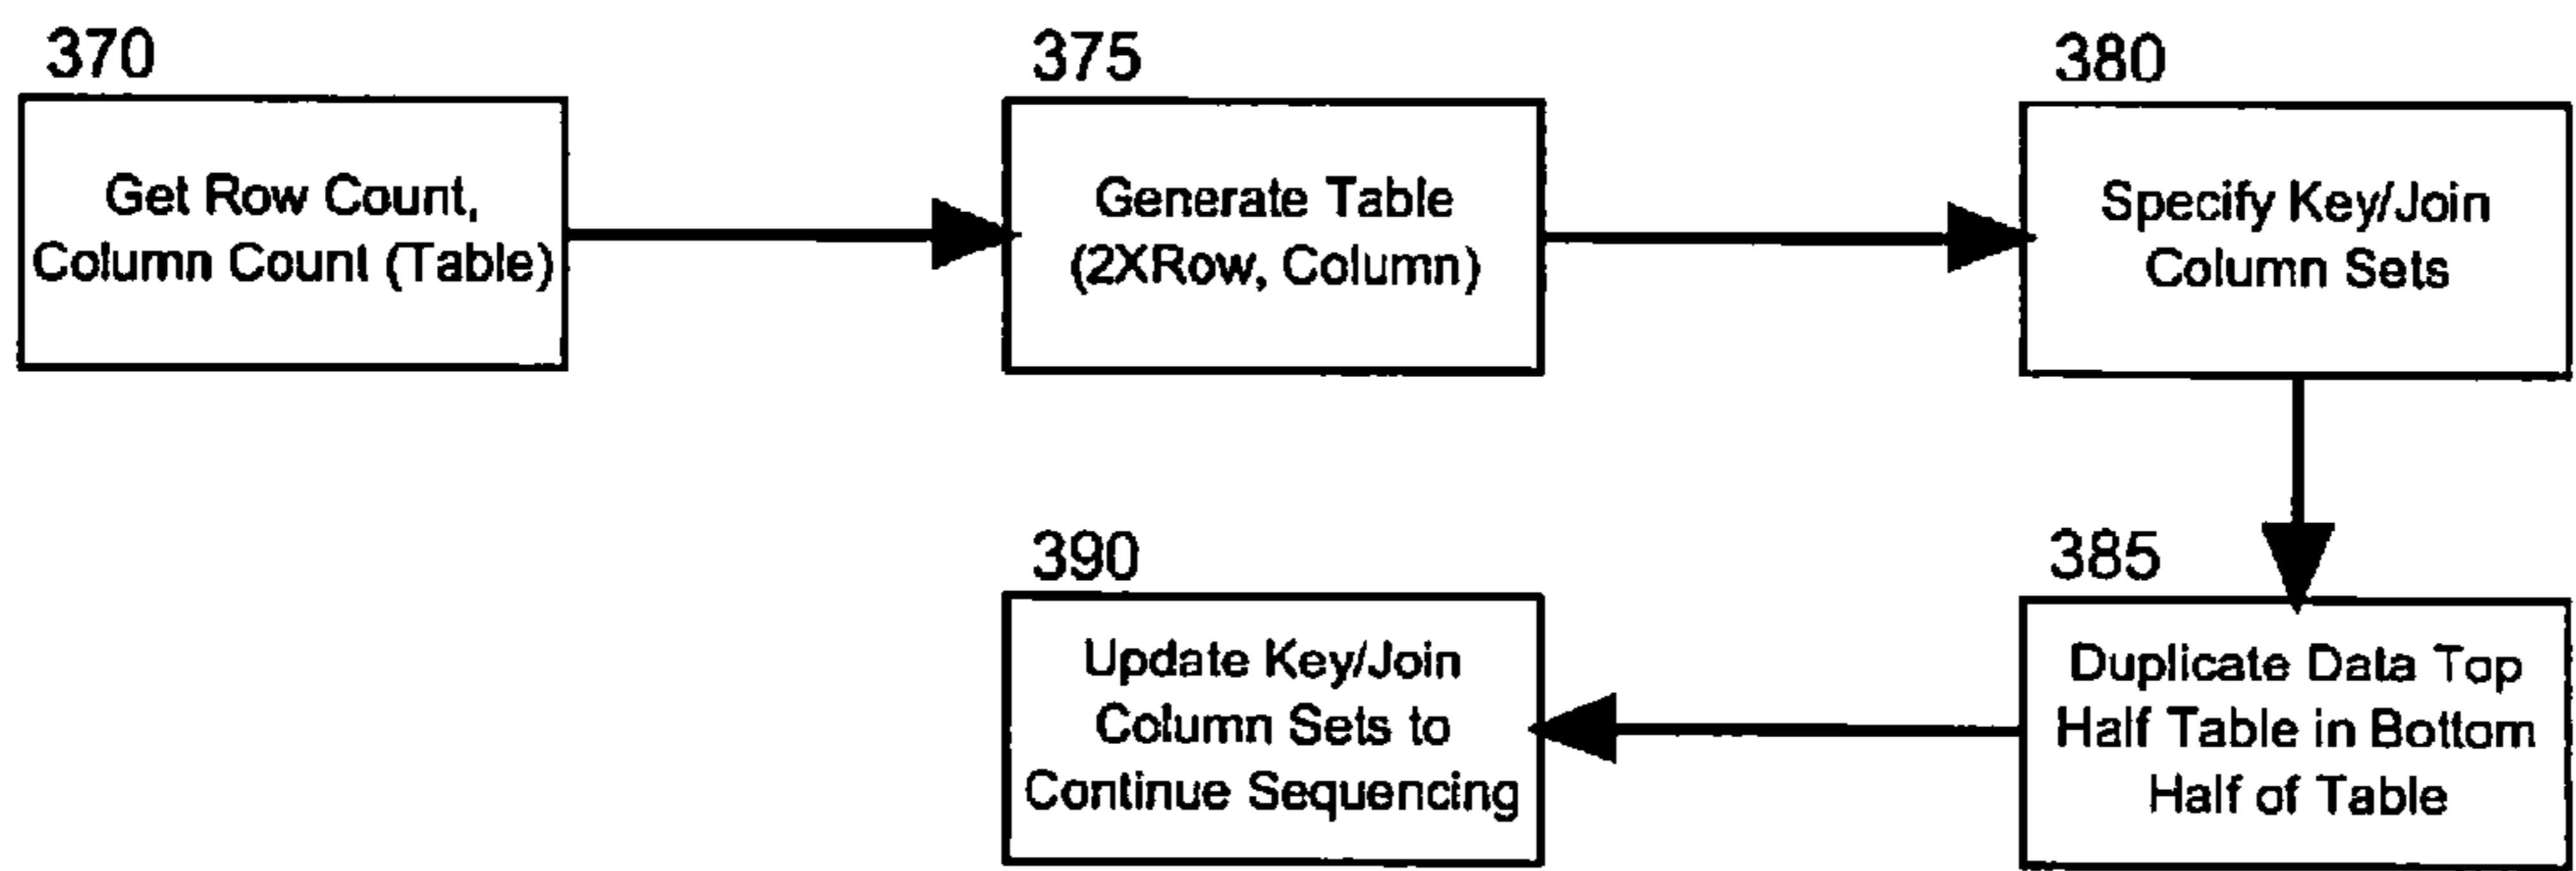 370
Get Row Count,
Column Count (Table)
375
Generate Table
(2XRow, Column)
380
Specify Key/Join
Column Sets
385
Duplicate Data Top
Half Table in Bottom
Half of Table
390
Update Key/Join
Column Sets to
Continue Sequencing